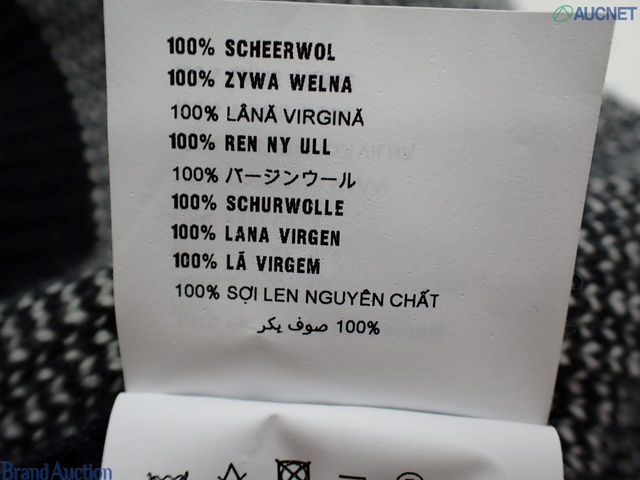 AUCNET
100% SCHEERWOL
100% ZYWA WELNA
100% LÂNĂ VIRGINĂ
100% REN NY ULL
100% バージンウール
100% SCHURWOLLE
100% LANA VIRGEN
100% LÃ VIRGEM
100% SỢI LEN NGUYÊN CHẤT
100% صوف يكر
Brand Auction